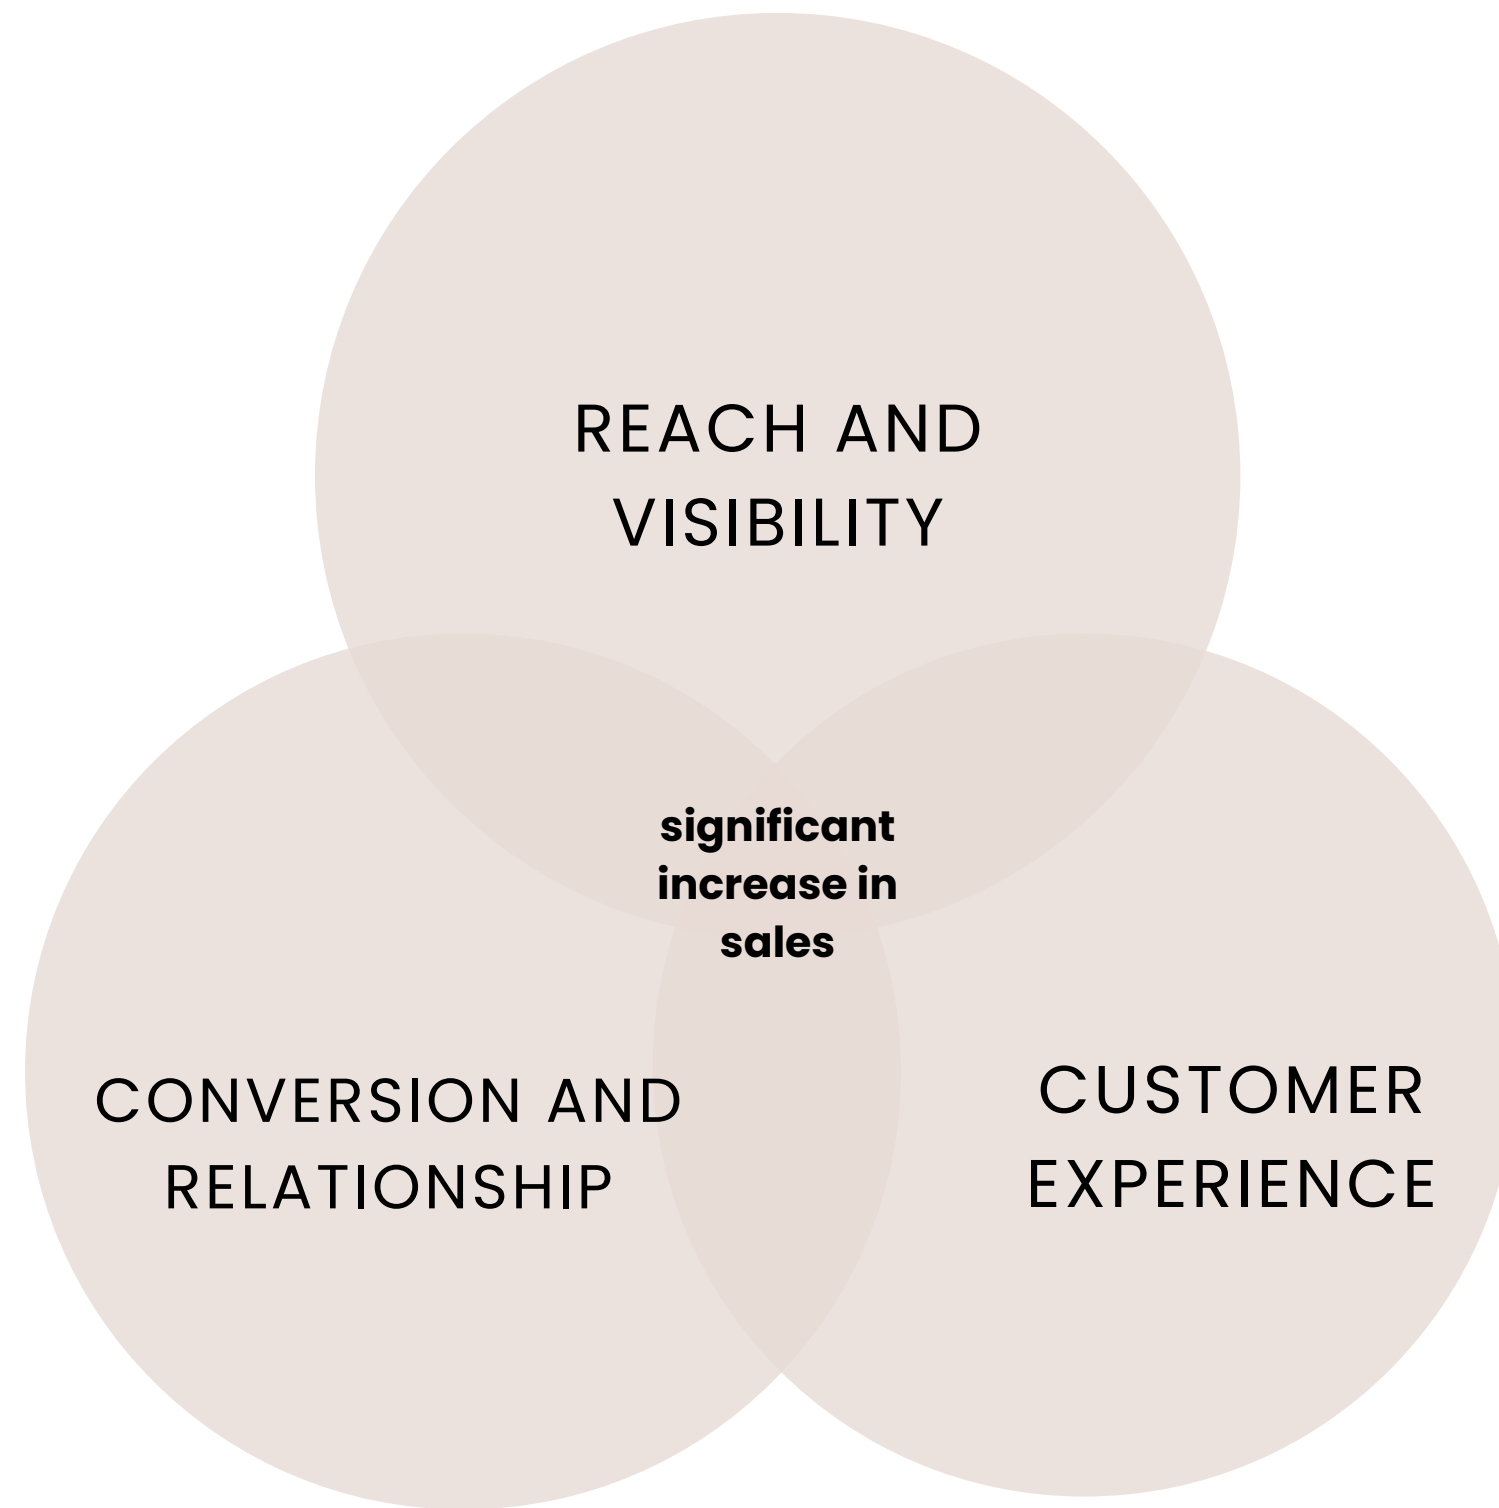 REACH AND
VISIBILITY
significant
increase in
sales
CONVERSION AND
RELATIONSHIP
CUSTOMER
EXPERIENCE